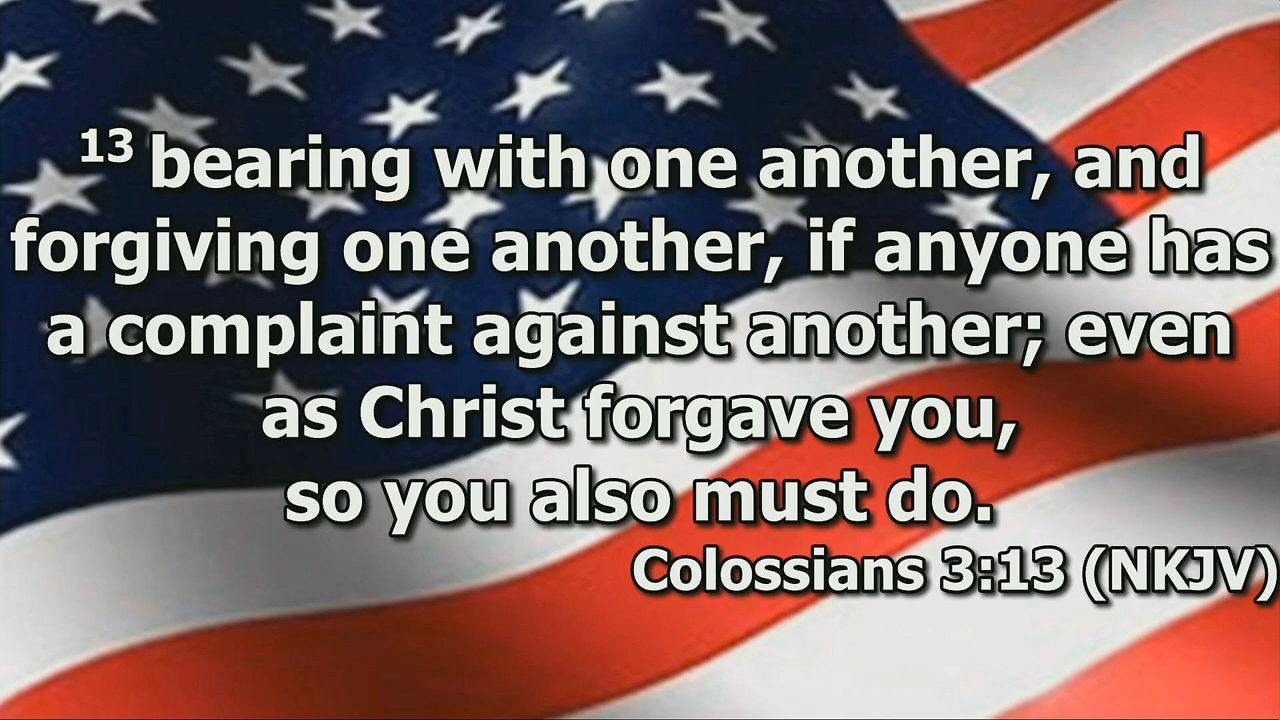 13 bearing with one another, and
forgiving one another, if anyone has
a complaint against another; even
as Christ forgave you,
so you also must do.
Colossians 3:13 (NKJV)